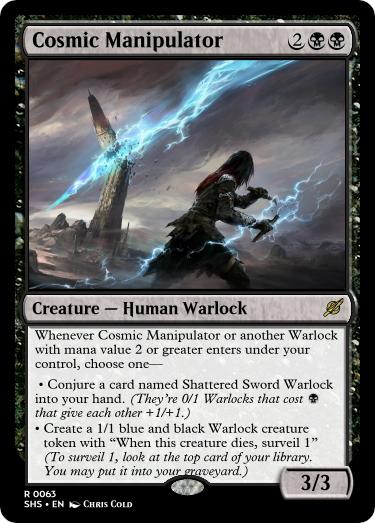 Cosmic Manipulator 2
Creature — Human Warlock
Whenever Cosmic Manipulator or another Warlock
with mana value 2 or greater enters under your
control, choose one—
• Conjure a card named Shattered Sword Warlock
into your hand. (They're 0/1 Warlocks that cost
that give each other +1/+1.)
• Create a 1/1 blue and black Warlock creature
token with “When this creature dies, surveil 1”
(To surveil 1, look at the top card of your library.
You may put it into your graveyard.)
3/3
R 0063
SHS • EN Chris Cold